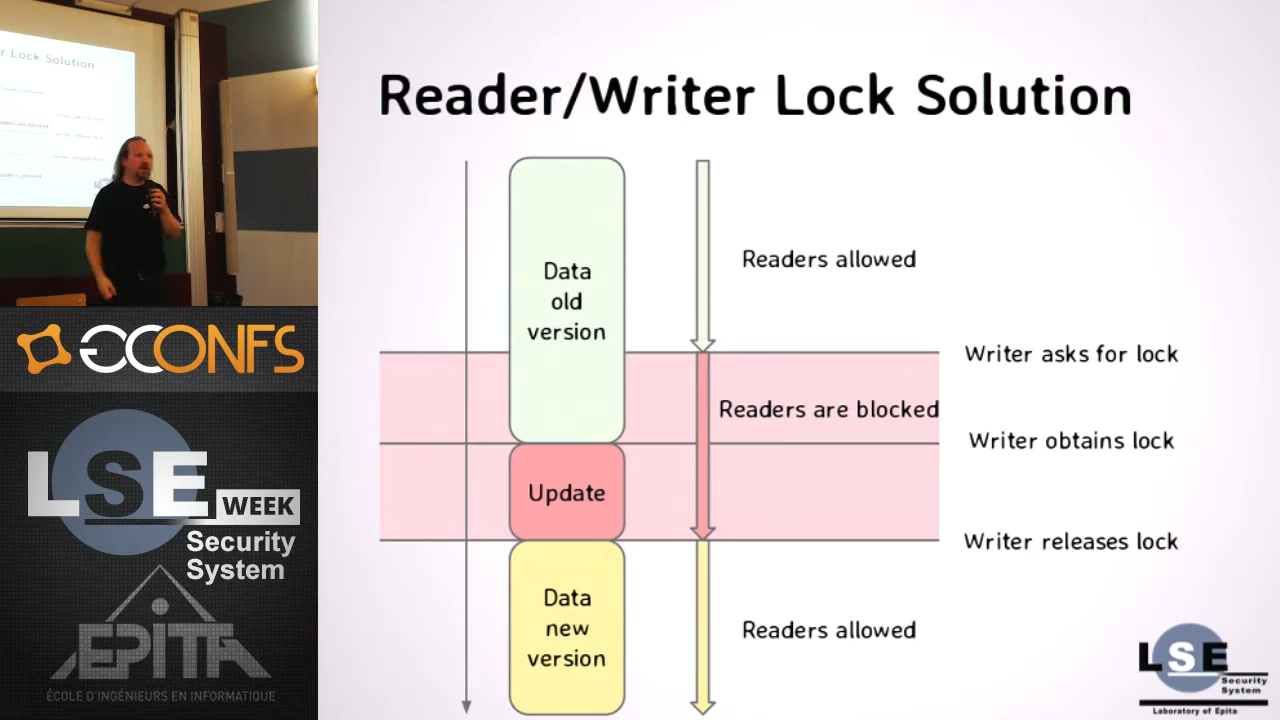 r Lock Solution
Reader/Writer Lock Solution
Data
old
version
Readers allowed
Writer asks for lock
Readers are blocked
Writer obtains lock
Update
Writer releases lock
Data
new
version
Readers allowed
CONFS
LSE
WEEK
Security
System
EPITA
ÉCOLE D'INGÉNIEURS EN INFORMATIQUE
LSE
Security
System
Laboratory of Epita